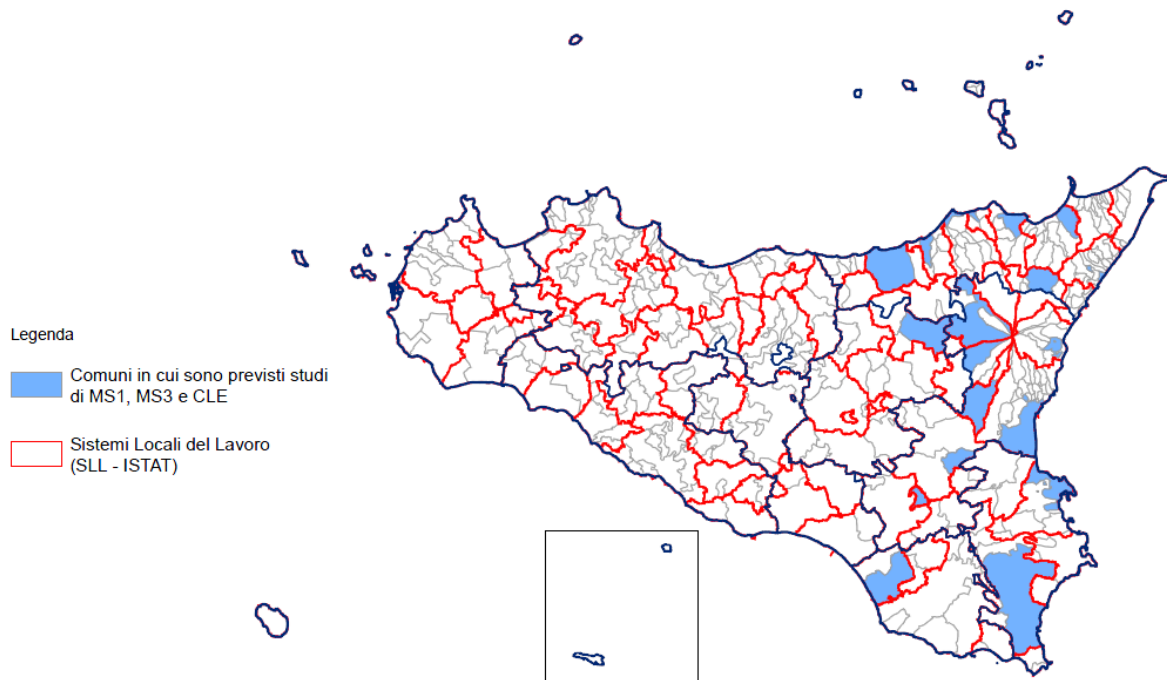 Legenda
Comuni in cui sono previsti studi
di MS1, MS3 e CLE
Sistemi Locali del Lavoro
(SLL - ISTAT)